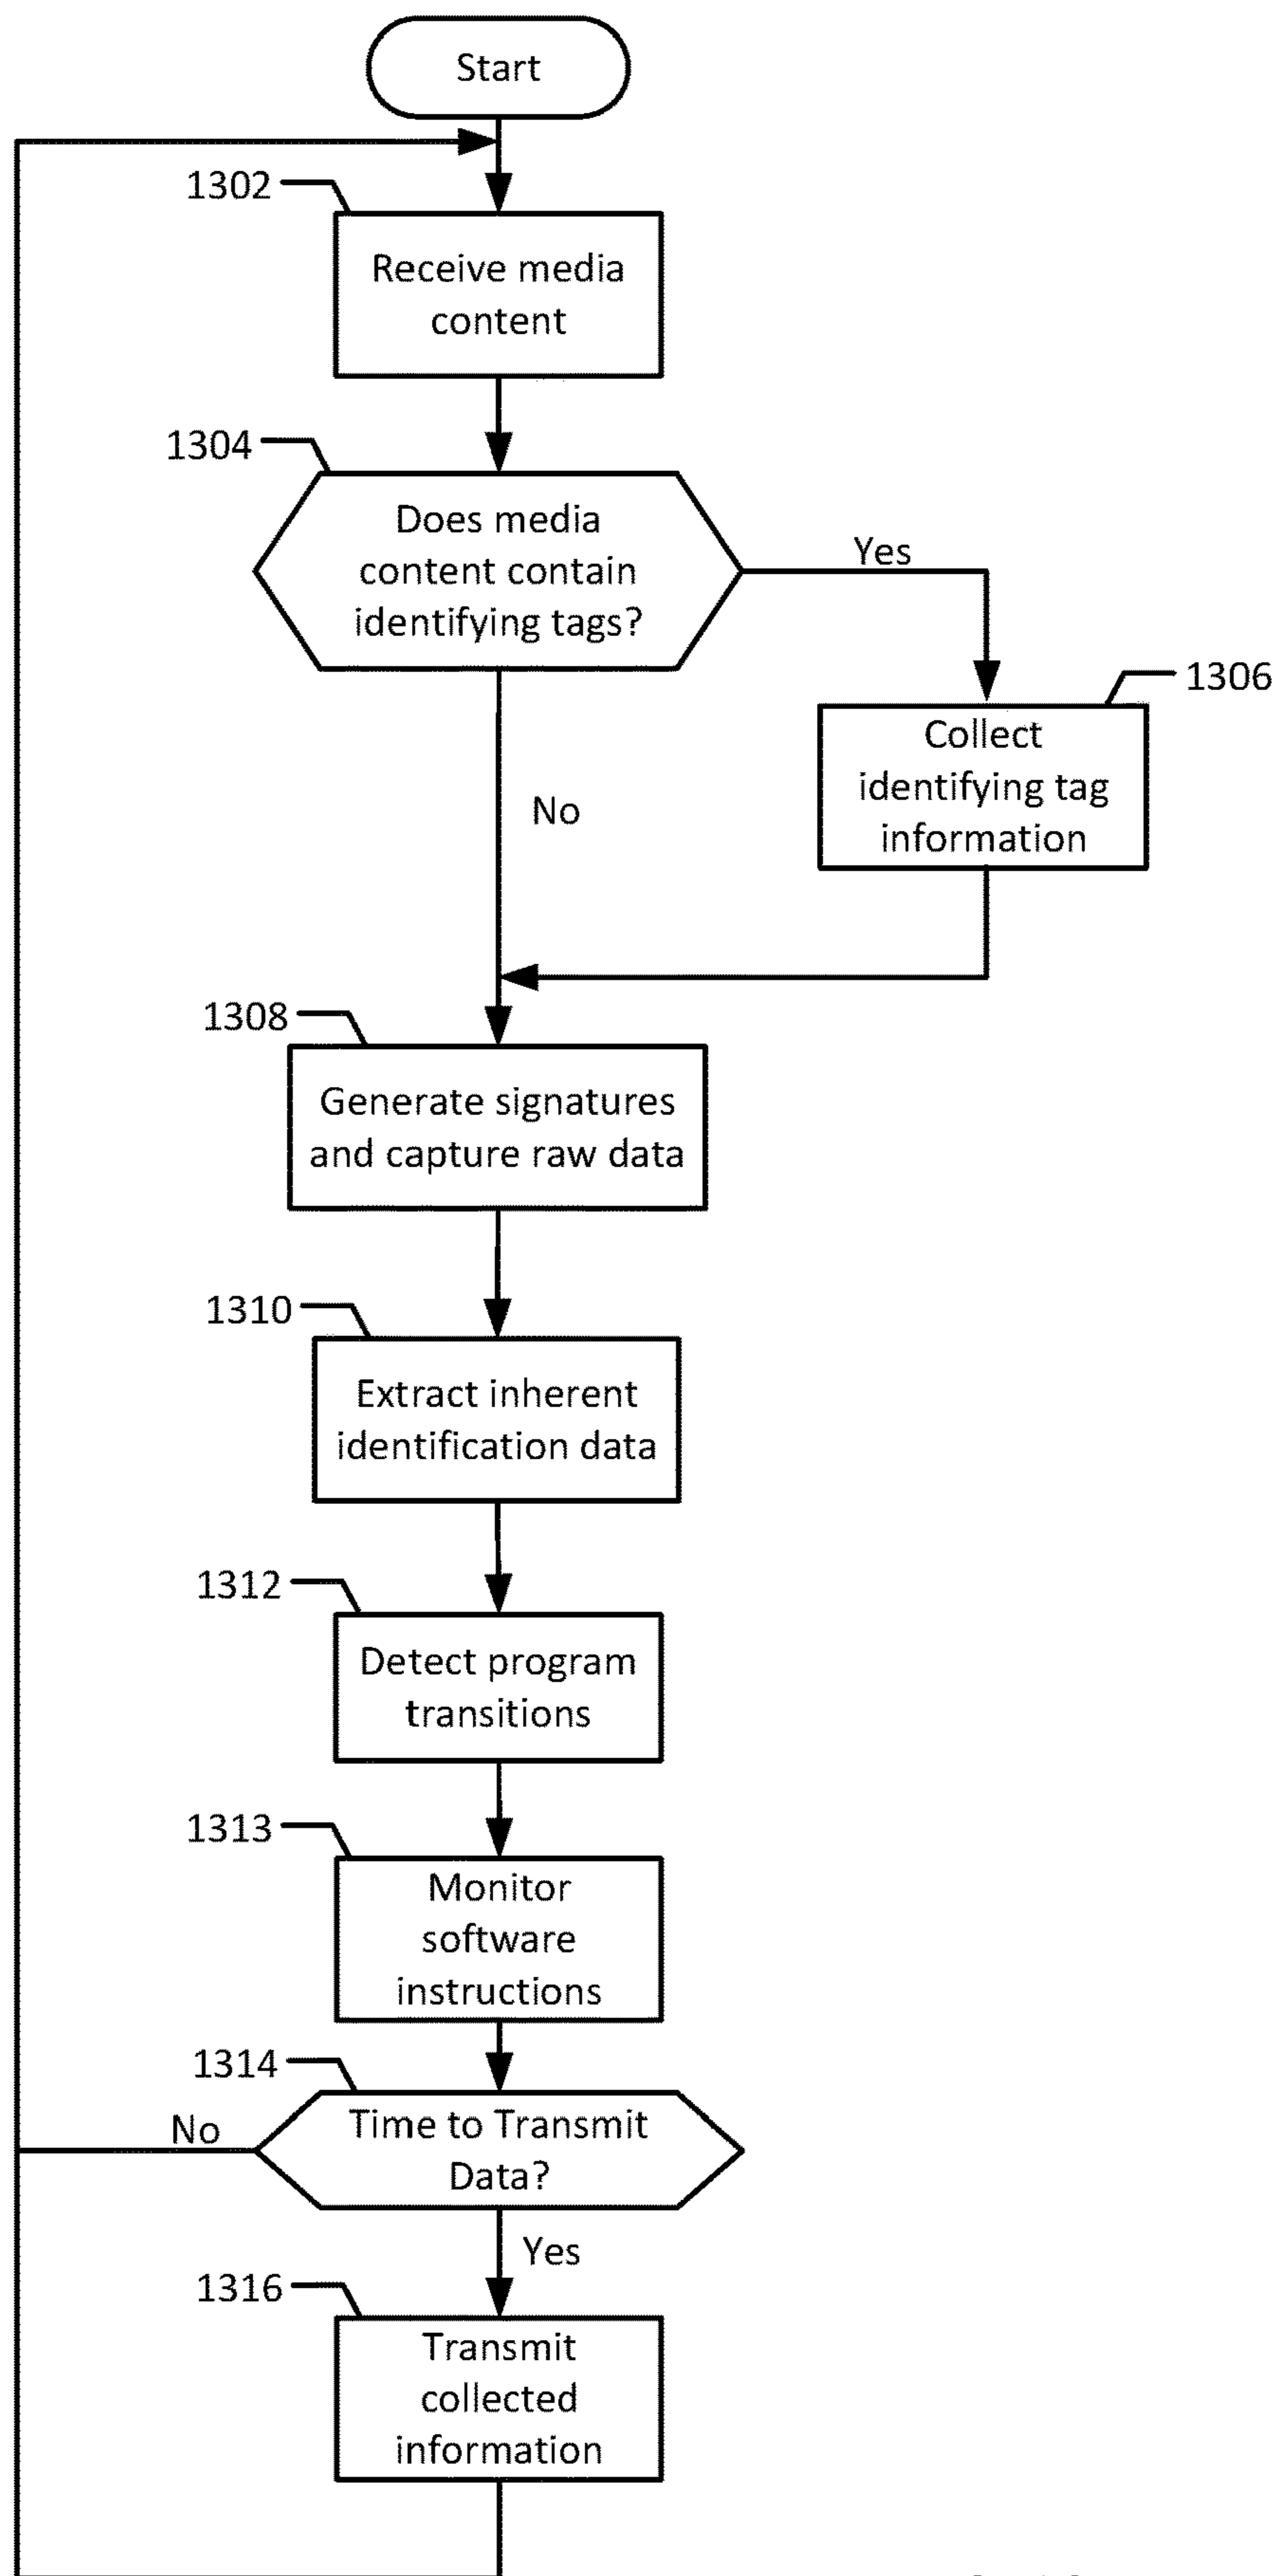 Start
1302
Receive media
content
1304
Does media
content contain
identifying tags?
Yes
1306
Collect
identifying tag
information
No
1308
Generate signatures
and capture raw data
1310
Extract inherent
identification data
1312
Detect program
transitions
1313
Monitor
software
instructions
1314
No
Time to Transmit
Data?
Yes
1316
Transmit
collected
information